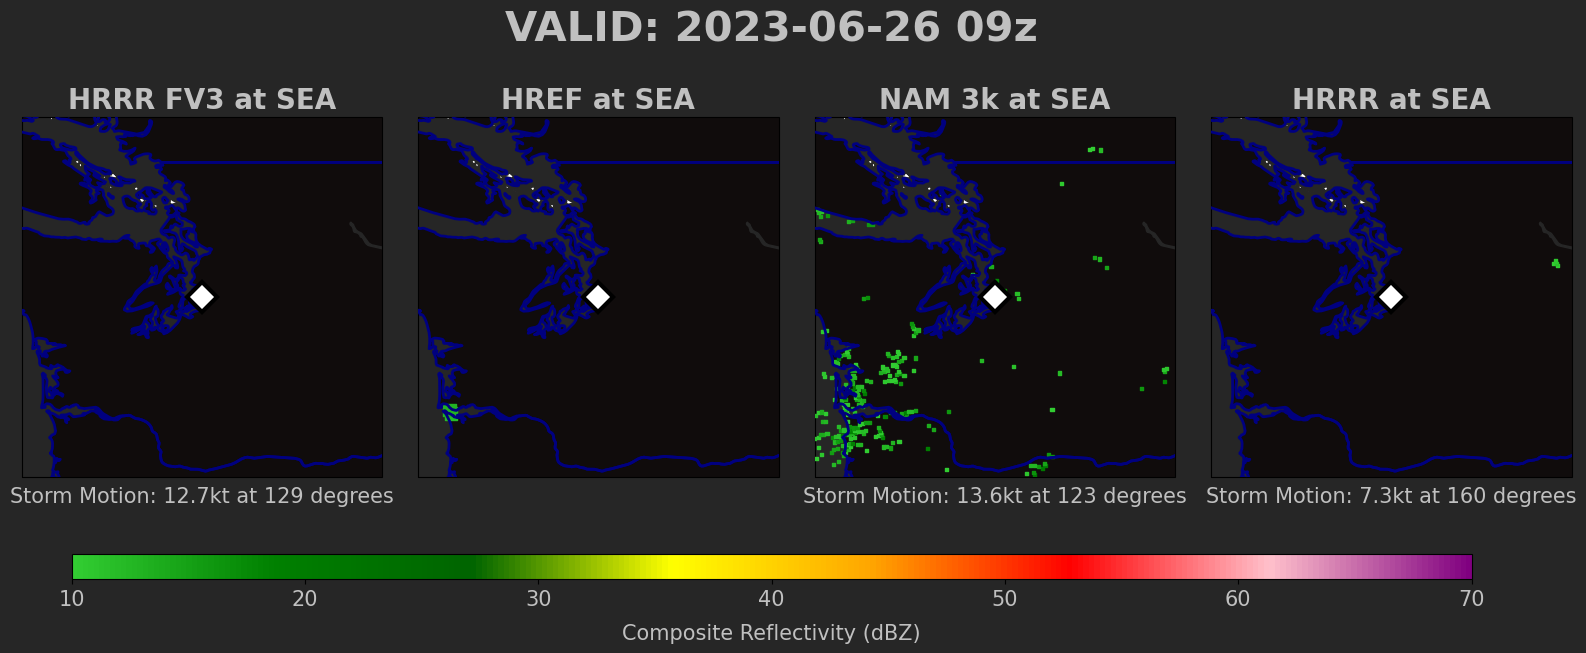 VALID: 2023-06-26 09z
HRRR FV3 at SEA
HREF at SEA
NAM 3k at SEA
HRRR at SEA
Storm Motion: 12.7kt at 129 degrees
Storm Motion: 13.6kt at 123 degrees
Storm Motion: 7.3kt at 160 degrees
10 20 30 40 50 60 70
Composite Reflectivity (dBZ)